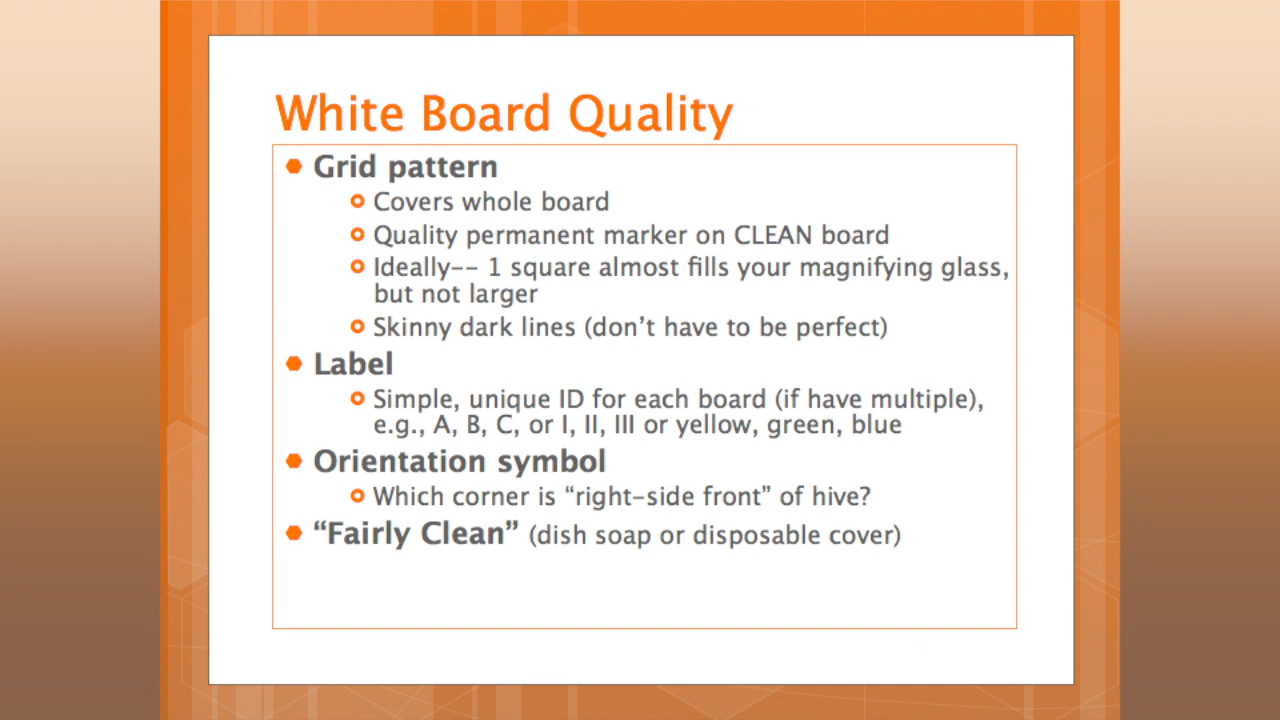 White Board Quality
Grid pattern
Covers whole board
Quality permanent marker on CLEAN board
Ideally-- 1 square almost fills your magnifying glass,
but not larger
Skinny dark lines (don’t have to be perfect)
Label
Simple, unique ID for each board (if have multiple),
e.g., A, B, C, or I, II, III or yellow, green, blue
Orientation symbol
Which corner is “right-side front” of hive?
“Fairly Clean” (dish soap or disposable cover)